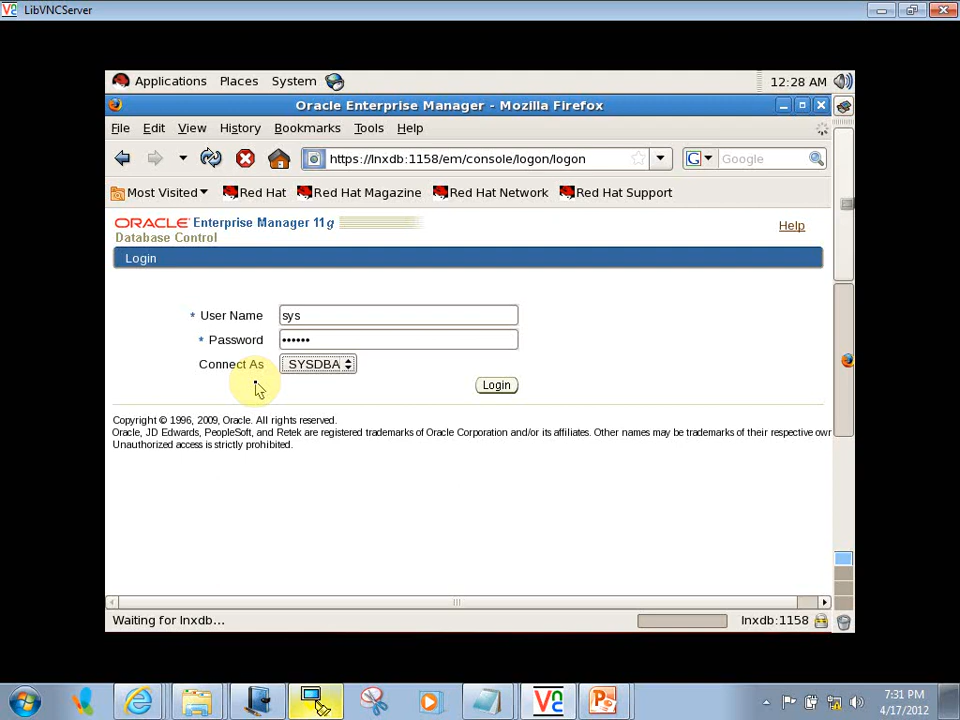 LibVNCServer
Applications Places System 12:28 AM
Oracle Enterprise Manager - Mozilla Firefox
File Edit View History Bookmarks Tools Help
https://lnxdb:1158/em/console/logon/logon G Google
Most Visited Red Hat Red Hat Magazine Red Hat Network Red Hat Support
ORACLE Enterprise Manager 11g
Database Control
Help
Login
* User Name sys
* Password ••••••
Connect As SYSDBA
Login
Copyright © 1996, 2009, Oracle. All rights reserved.
Oracle, JD Edwards, PeopleSoft, and Retek are registered trademarks of Oracle Corporation and/or its affiliates. Other names may be trademarks of their respective owr
Unauthorized access is strictly prohibited.
Waiting for lnxdb... lnxdb:1158
7:31 PM
4/17/2012